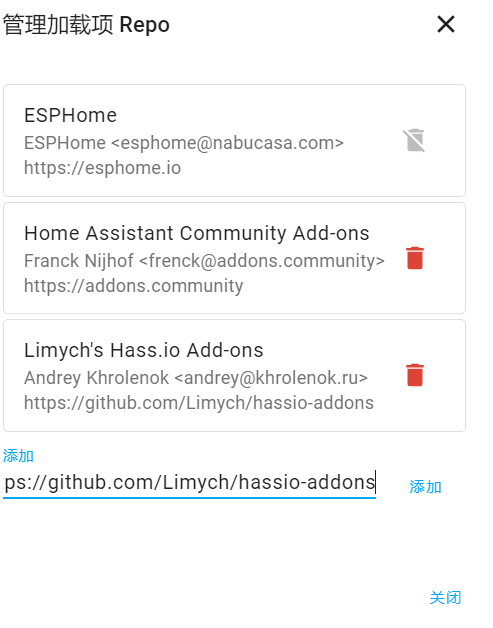 管理加载项 Repo
ESPHome
ESPHome <esphome@nabucasa.com>
https://esphome.io
Home Assistant Community Add-ons
Franck Nijhof <frenck@addons.community>
https://addons.community
Limych's Hass.io Add-ons
Andrey Khrolenok <andrey@khrolenok.ru>
https://github.com/Limych/hassio-addons
添加
ps://github.com/Limych/hassio-addons 添加
关闭